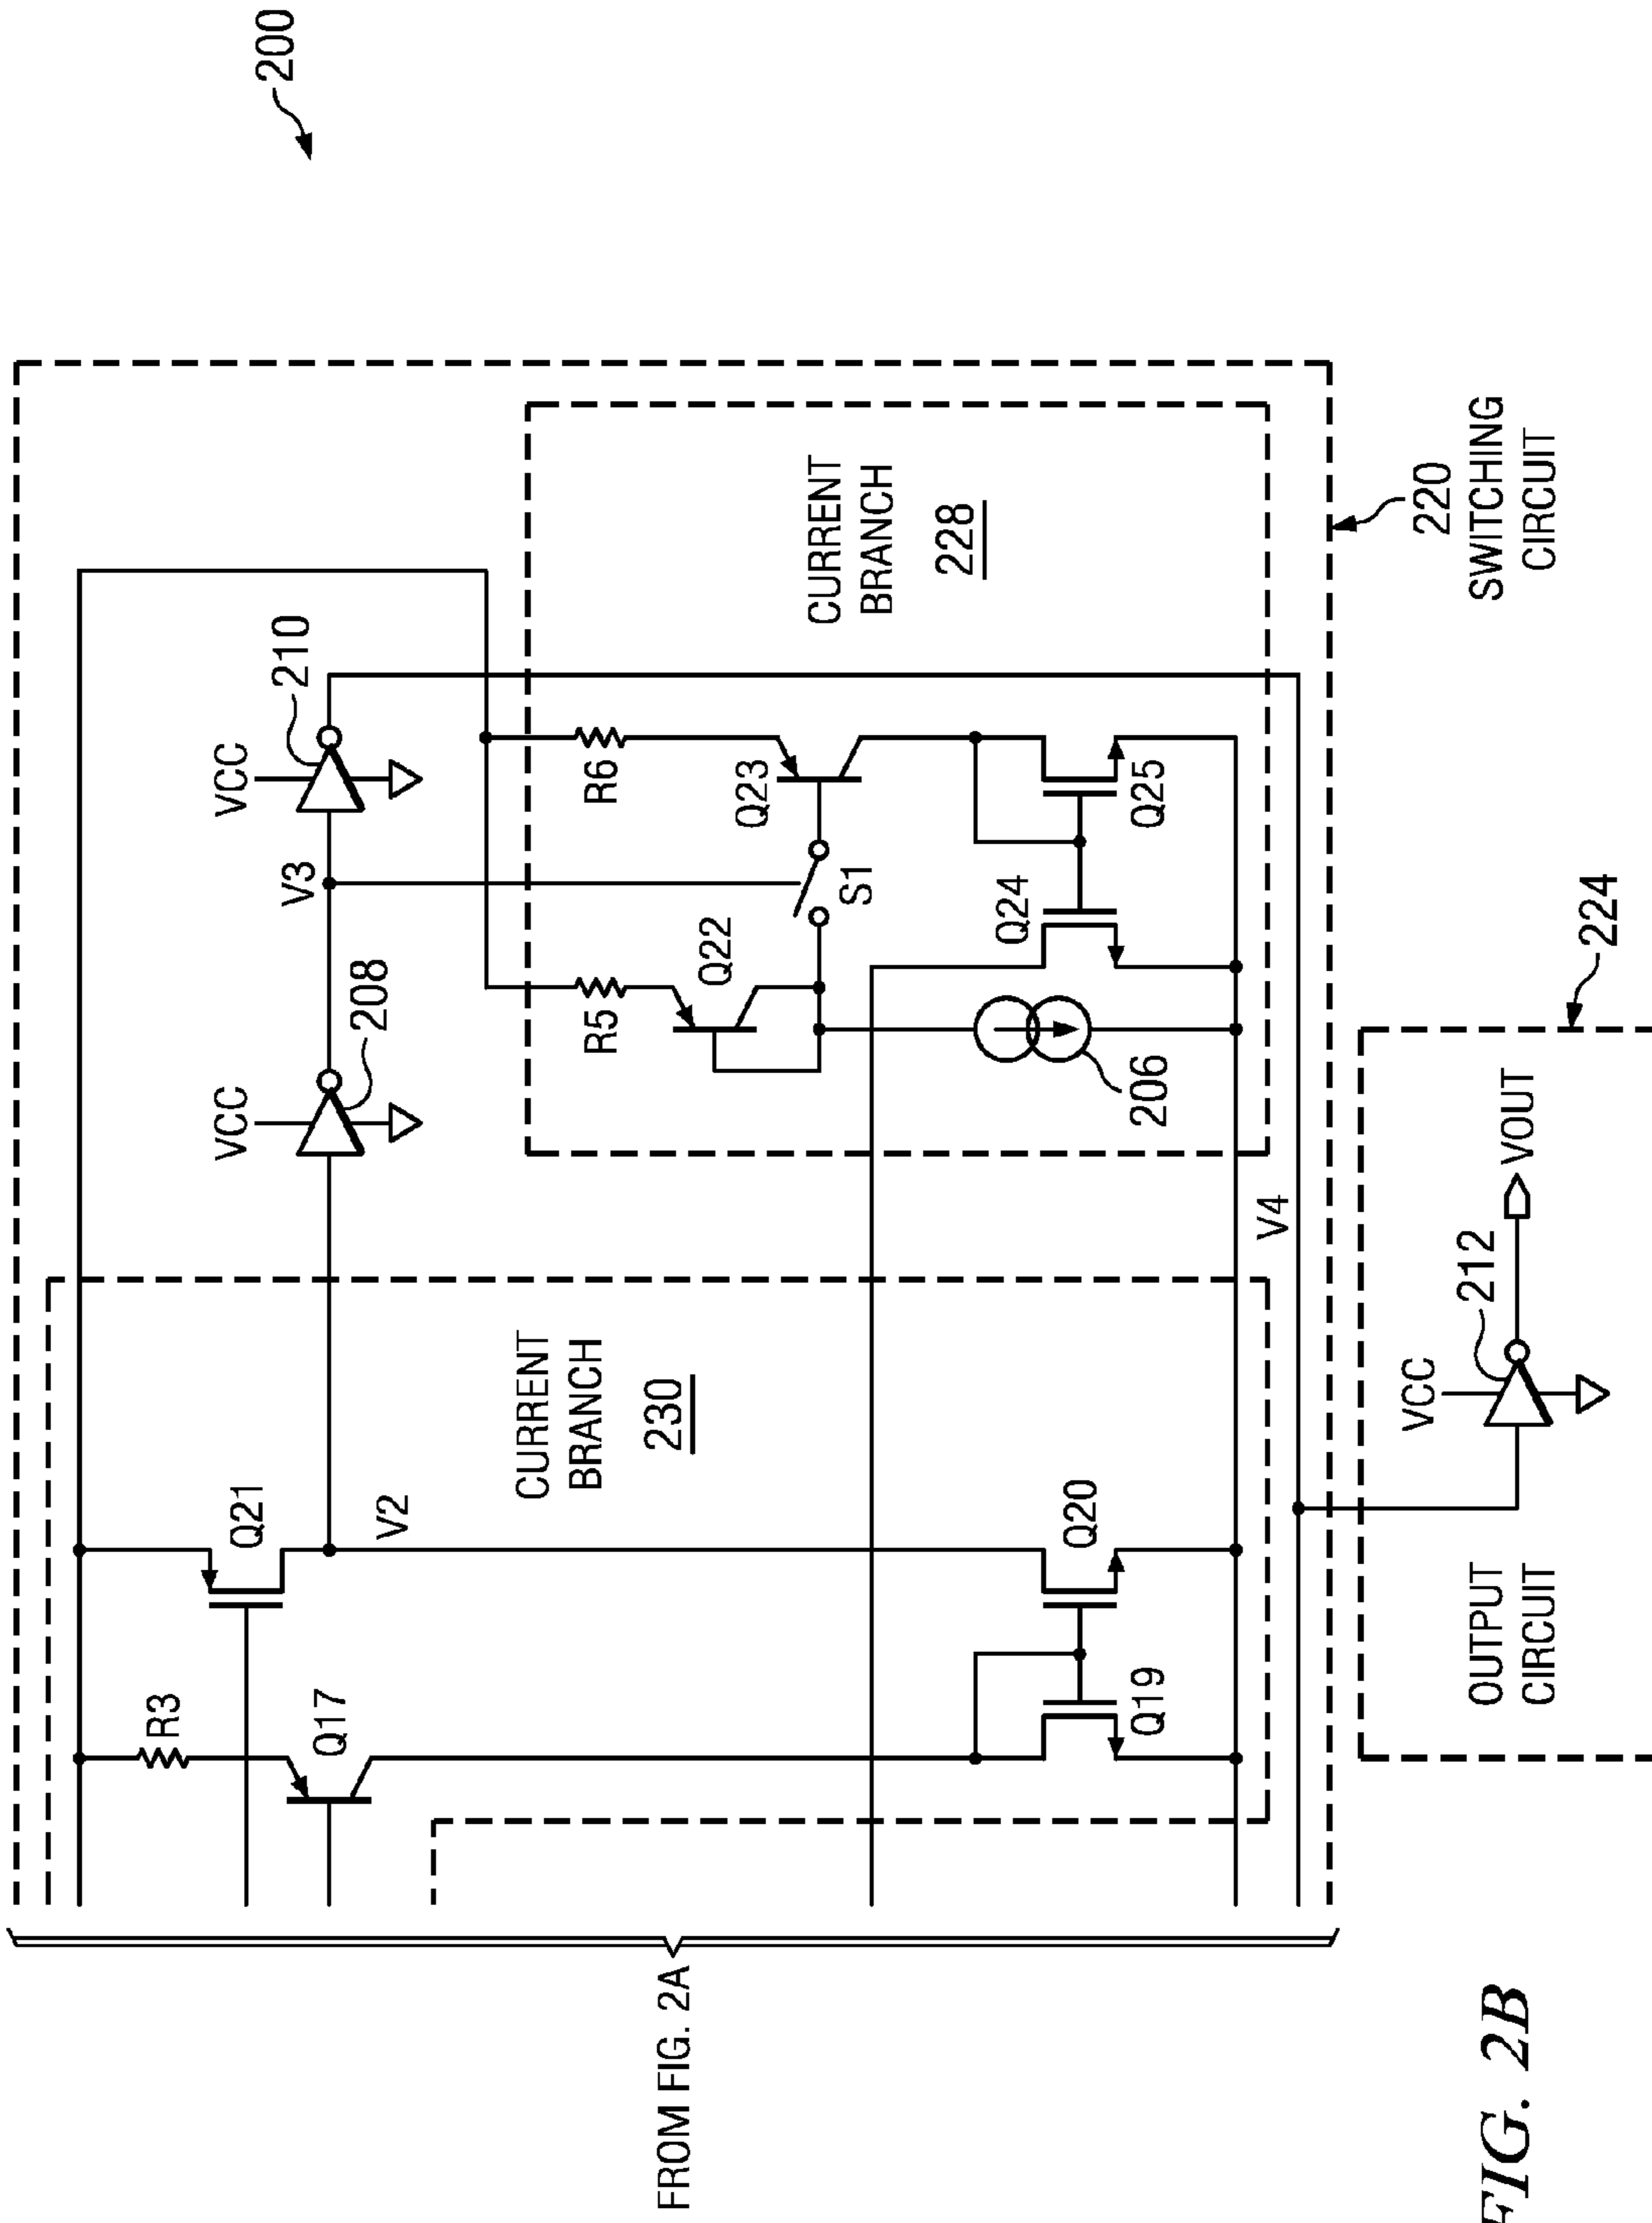 200
VCC
210
VCC
208
V3
R3
Q21
Q17
V2
CURRENT
BRANCH
230
R5
R6
Q22
Q23
S1
CURRENT
BRANCH
228
Q24
Q25
206
Q19
Q20
V4
FROM FIG. 2A
220
SWITCHING
CIRCUIT
OUTPUT
CIRCUIT
VCC
212
VOUT
224
FIG. 2B